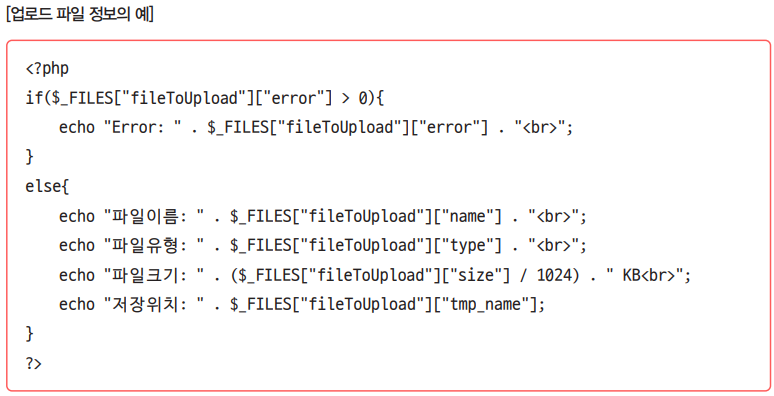 [업로드 파일 정보의 예]
<?php
if($_FILES["fileToUpload"]["error"] > 0){
    echo "Error: " . $_FILES["fileToUpload"]["error"] . "<br>";
}
else{
    echo "파일이름: " . $_FILES["fileToUpload"]["name"] . "<br>";
    echo "파일유형: " . $_FILES["fileToUpload"]["type"] . "<br>";
    echo "파일크기: " . ($_FILES["fileToUpload"]["size"] / 1024) . " KB<br>";
    echo "저장위치: " . $_FILES["fileToUpload"]["tmp_name"];
}
?>